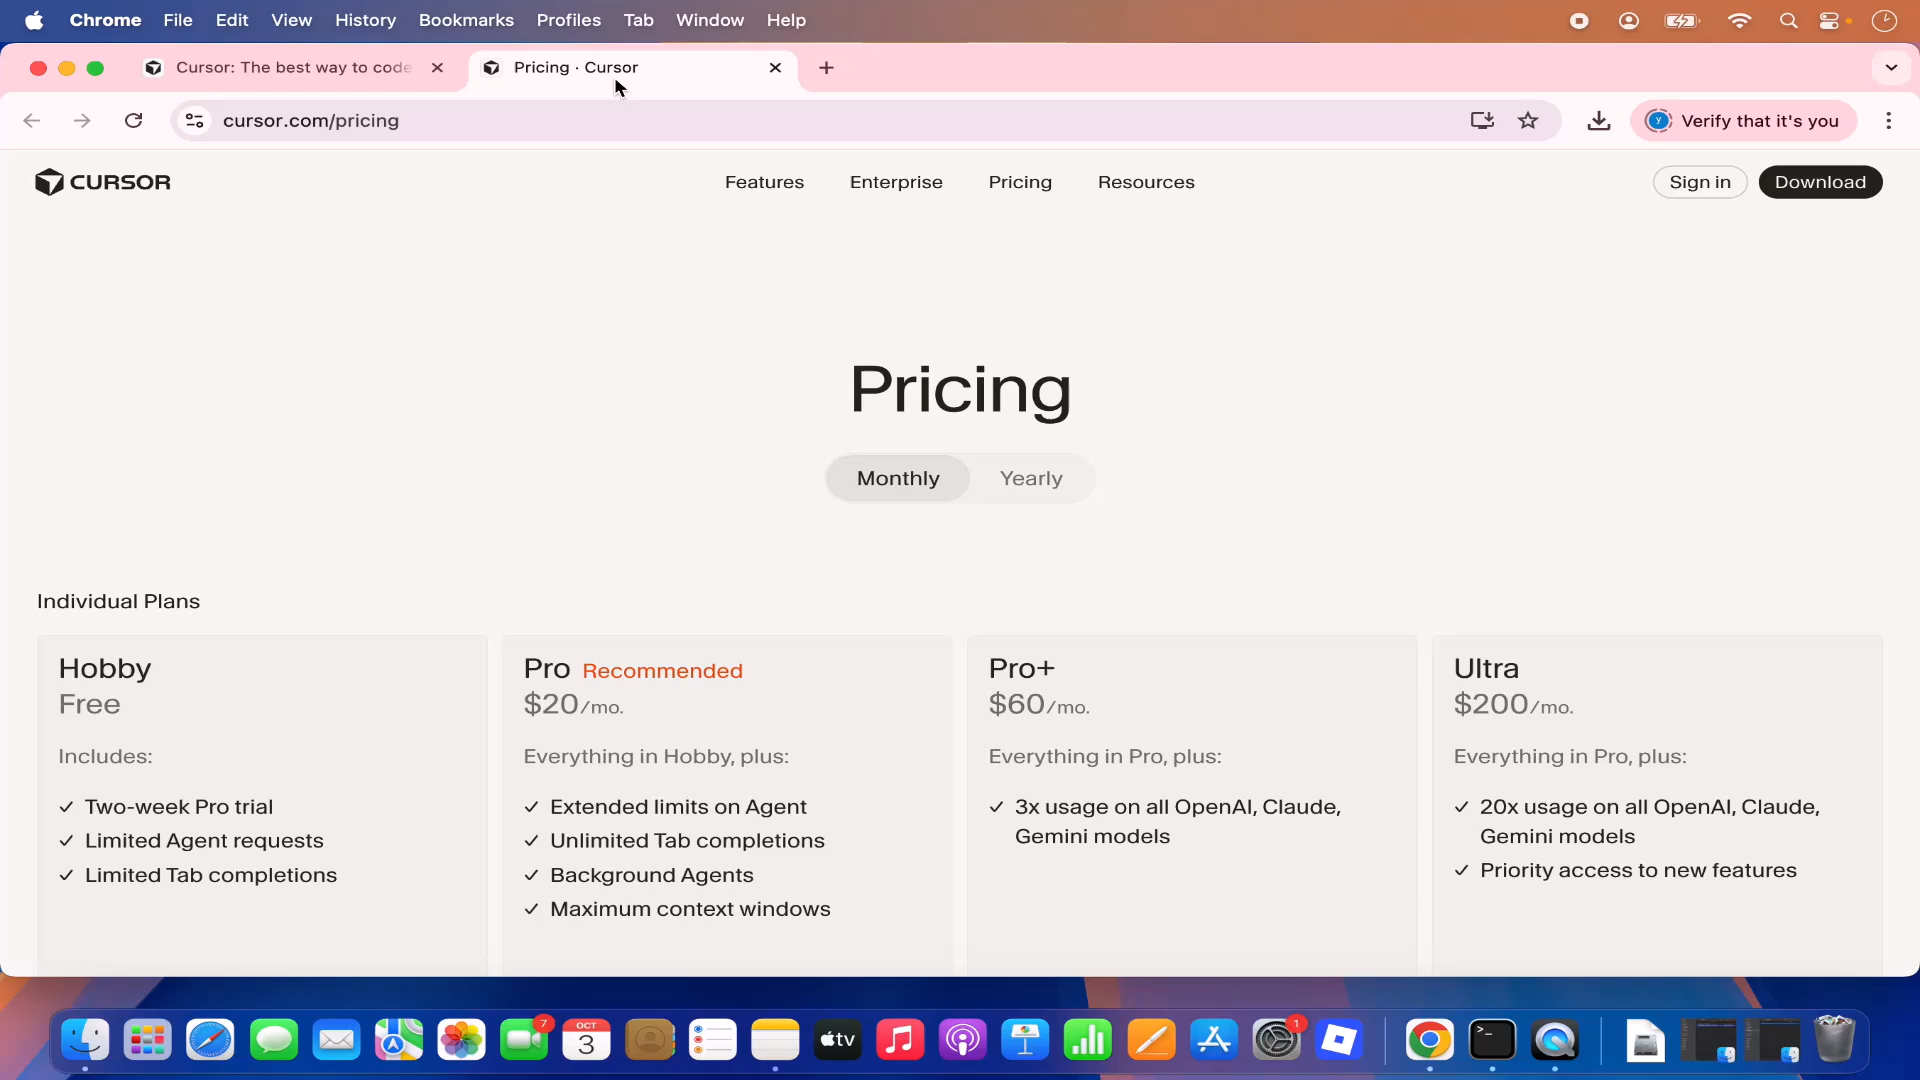 Chrome File Edit View History Bookmarks Profiles Tab Window Help
Cursor: The best way to code
Pricing · Cursor
cursor.com/pricing
y
Verify that it's you
CURSOR
Features
Enterprise
Pricing
Resources
Sign in
Download
Pricing
Monthly
Yearly
Individual Plans
Hobby
Free
Includes:
Two-week Pro trial
Limited Agent requests
Limited Tab completions
Pro Recommended
$20/mo.
Everything in Hobby, plus:
Extended limits on Agent
Unlimited Tab completions
Background Agents
Maximum context windows
Pro+
$60/mo.
Everything in Pro, plus:
3x usage on all OpenAI, Claude,
Gemini models
Ultra
$200/mo.
Everything in Pro, plus:
20x usage on all OpenAI, Claude,
Gemini models
Priority access to new features
7
OCT
3
tv
1
>_